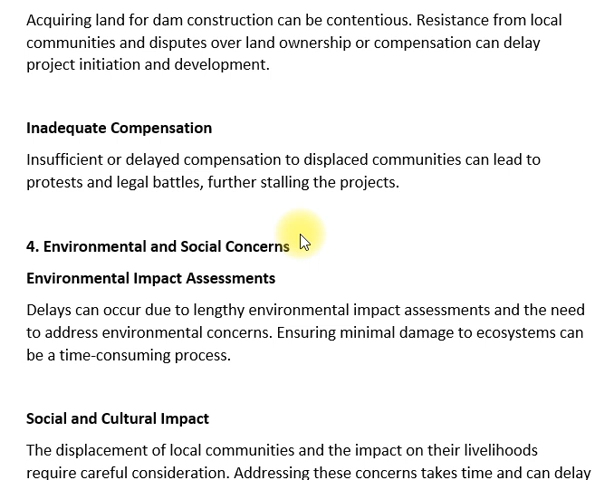 Acquiring land for dam construction can be contentious. Resistance from local
communities and disputes over land ownership or compensation can delay
project initiation and development.
Inadequate Compensation
Insufficient or delayed compensation to displaced communities can lead to
protests and legal battles, further stalling the projects.
4. Environmental and Social Concerns
Environmental Impact Assessments
Delays can occur due to lengthy environmental impact assessments and the need
to address environmental concerns. Ensuring minimal damage to ecosystems can
be a time-consuming process.
Social and Cultural Impact
The displacement of local communities and the impact on their livelihoods
require careful consideration. Addressing these concerns takes time and can delay